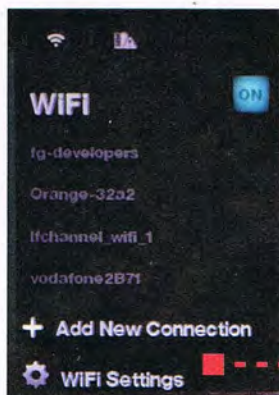 WiFi
ON
fg-developers
Orange-32a2
lfchannel_wifi_1
vodafone2B71
+ Add New Connection
WiFi Settings